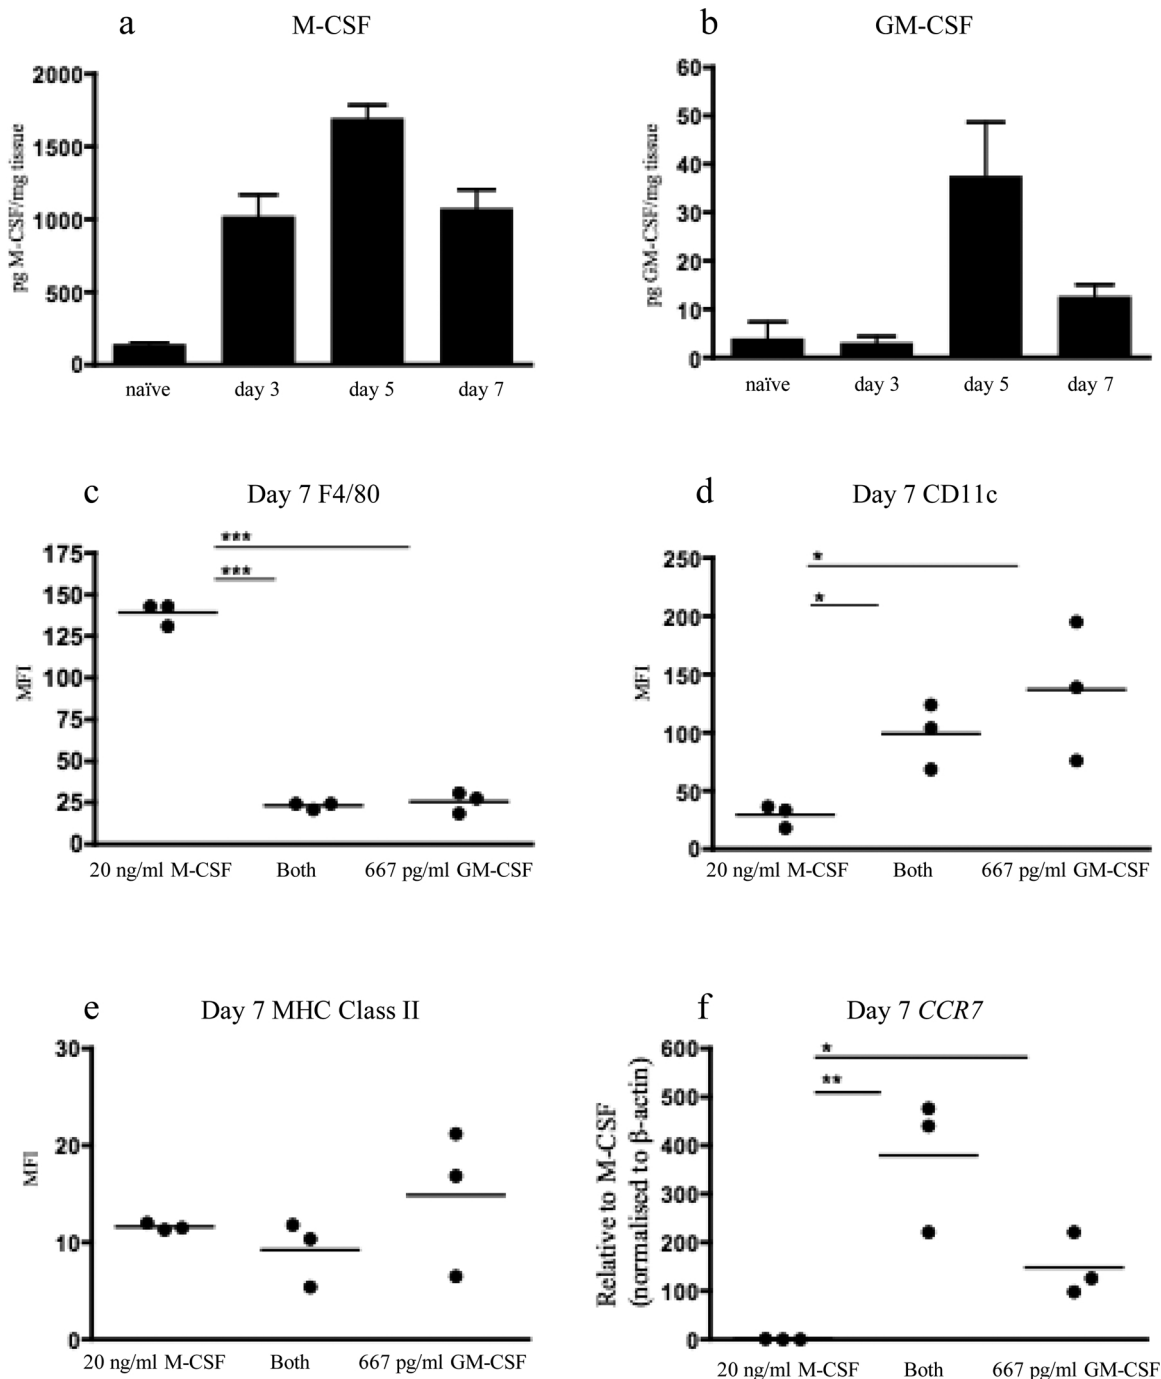 a M-CSF
pg M-CSF/mg tissue
2000
1500
1000
500
0
naïve day 3 day 5 day 7
b GM-CSF
pg GM-CSF/mg tissue
60
50
40
30
20
10
0
naïve day 3 day 5 day 7
c Day 7 F4/80
MFI
175
150
125
100
75
50
25
0
***
***
20 ng/ml M-CSF Both 667 pg/ml GM-CSF
d Day 7 CD11c
MFI
250
200
150
100
50
0
*
*
20 ng/ml M-CSF Both 667 pg/ml GM-CSF
e Day 7 MHC Class II
MFI
30
20
10
0
20 ng/ml M-CSF Both 667 pg/ml GM-CSF
f Day 7 CCR7
Relative to M-CSF
(normalised to β-actin)
600
500
400
300
200
100
0
*
**
20 ng/ml M-CSF Both 667 pg/ml GM-CSF